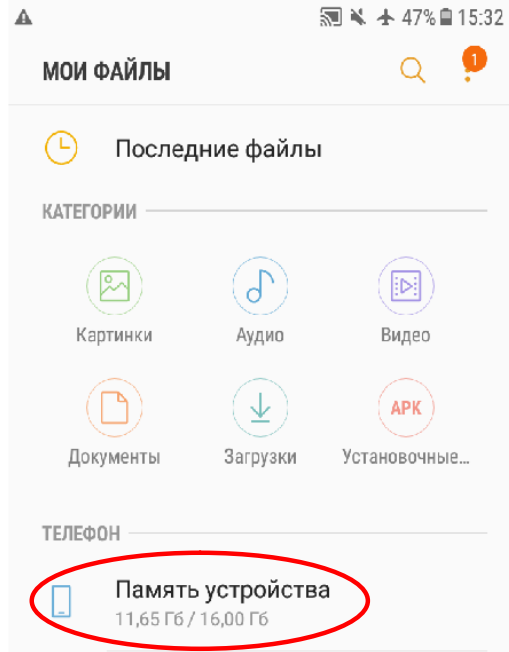 47% 15:32
МОИ ФАЙЛЫ
1
Последние файлы
КАТЕГОРИИ
Картинки Аудио Видео
APK
Документы Загрузки Установочные...
ТЕЛЕФОН
Память устройства
11,65 Гб / 16,00 Гб